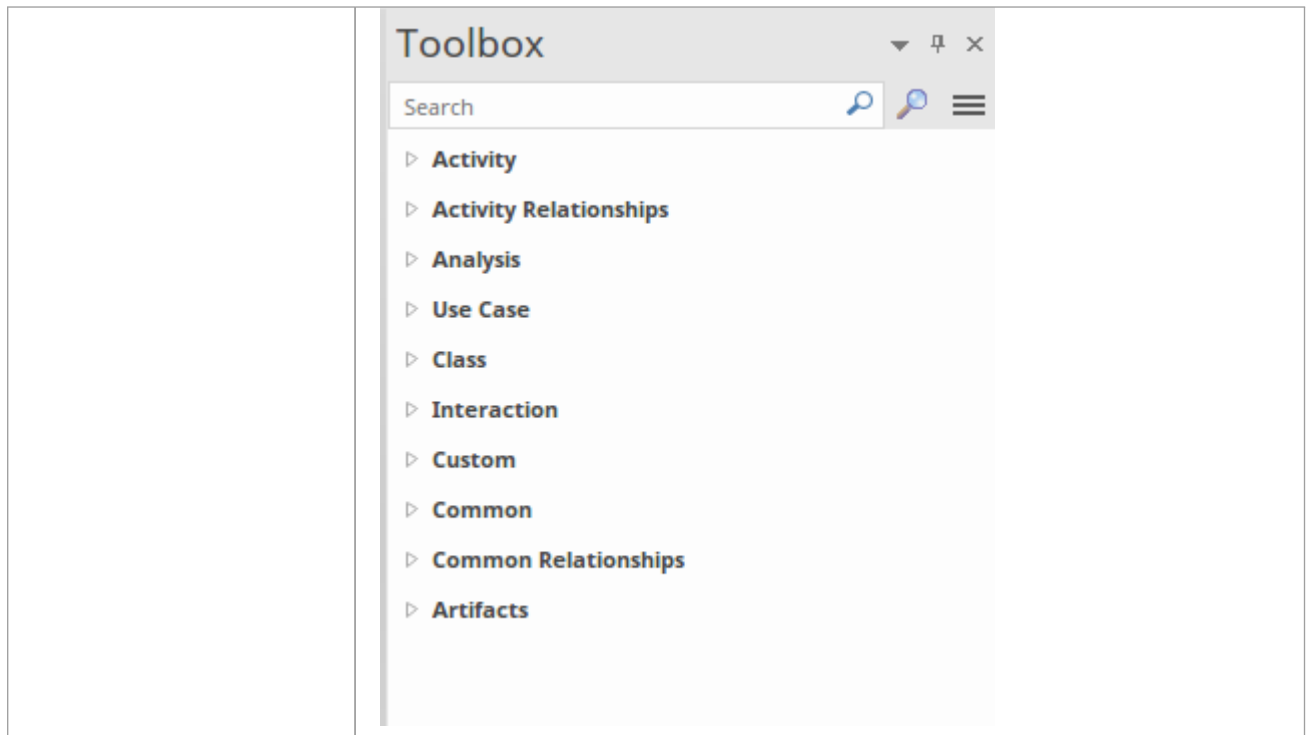 Toolbox
Search
Activity
Activity Relationships
Analysis
Use Case
Class
Interaction
Custom
Common
Common Relationships
Artifacts